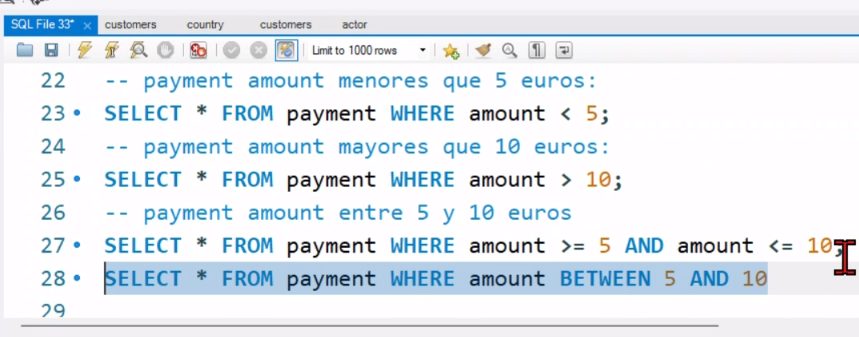 SQL File 33* customers country customers actor
Limit to 1000 rows
22 -- payment amount menores que 5 euros:
23 SELECT * FROM payment WHERE amount < 5;
24 -- payment amount mayores que 10 euros:
25 SELECT * FROM payment WHERE amount > 10;
26 -- payment amount entre 5 y 10 euros
27 SELECT * FROM payment WHERE amount >= 5 AND amount <= 10;
28 SELECT * FROM payment WHERE amount BETWEEN 5 AND 10
29